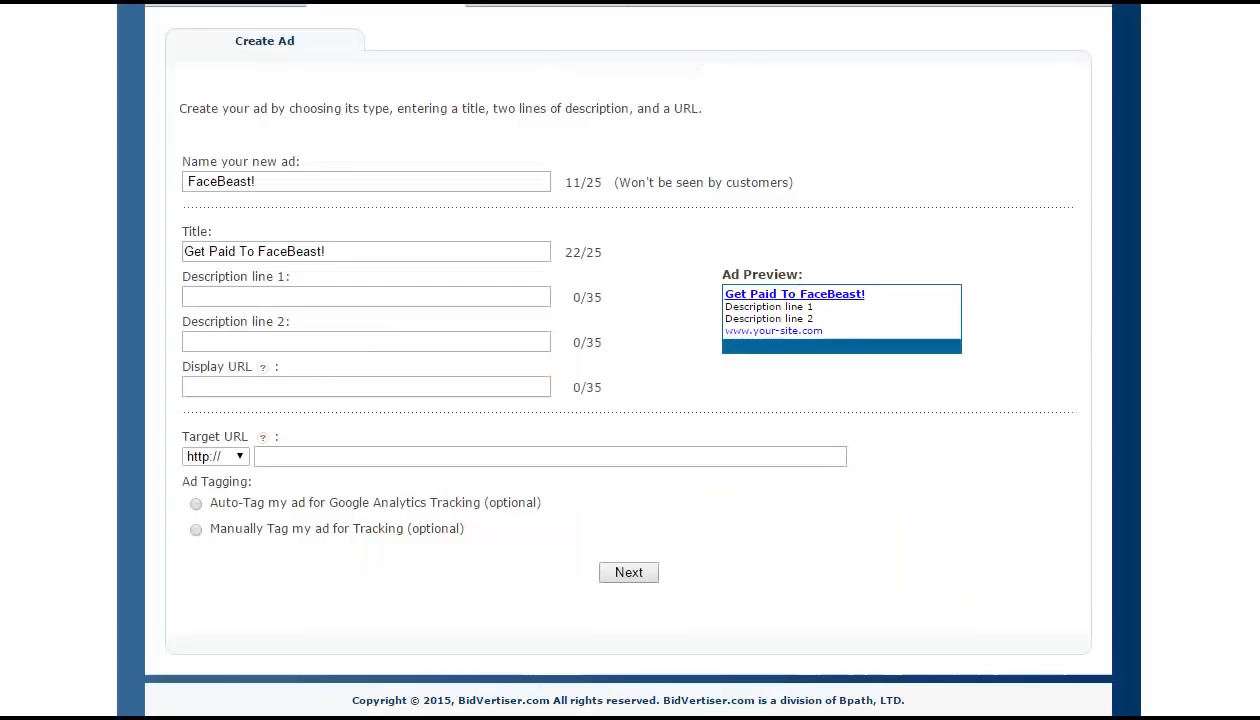 Create Ad
Create your ad by choosing its type, entering a title, two lines of description, and a URL.
Name your new ad:
FaceBeast!
11/25 (Won't be seen by customers)
Title:
Get Paid To FaceBeast!
22/25
Description line 1:
0/35
Description line 2:
0/35
Display URL ? :
0/35
Ad Preview:
Get Paid To FaceBeast!
Description line 1
Description line 2
www.your-site.com
Target URL ? :
http://
Ad Tagging:
Auto-Tag my ad for Google Analytics Tracking (optional)
Manually Tag my ad for Tracking (optional)
Next
Copyright © 2015, BidVertiser.com All rights reserved. BidVertiser.com is a division of Bpath, LTD.